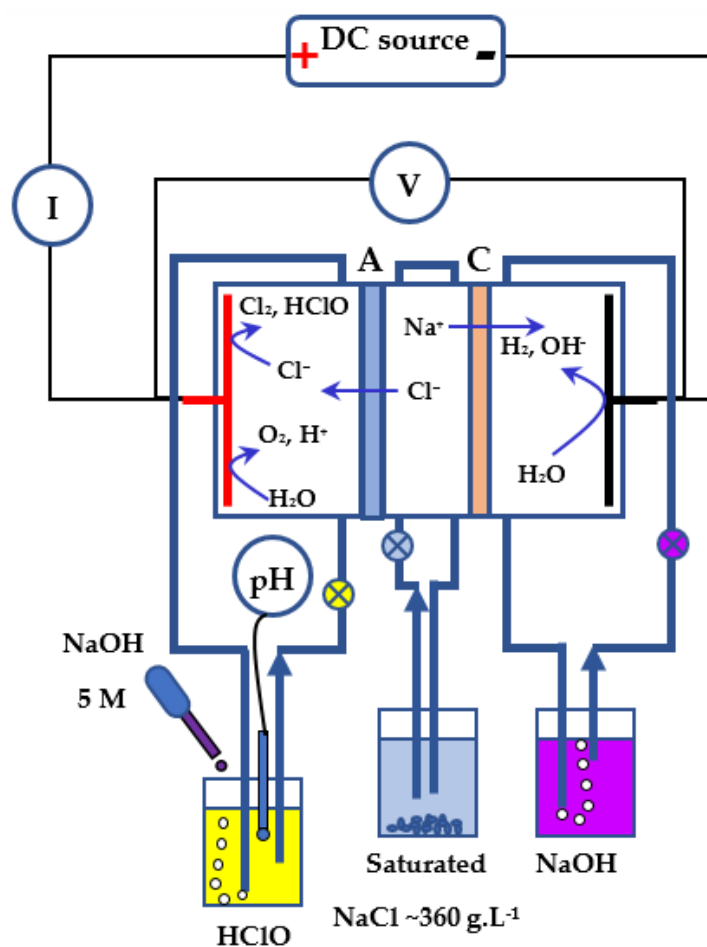 + DC source -
I
V
A
C
Cl₂, HClO
Na⁺
H₂, OH⁻
Cl⁻
Cl⁻
O₂, H⁺
H₂O
H₂O
pH
NaOH
5 M
Saturated
NaOH
NaCl ~360 g.L⁻¹
HClO